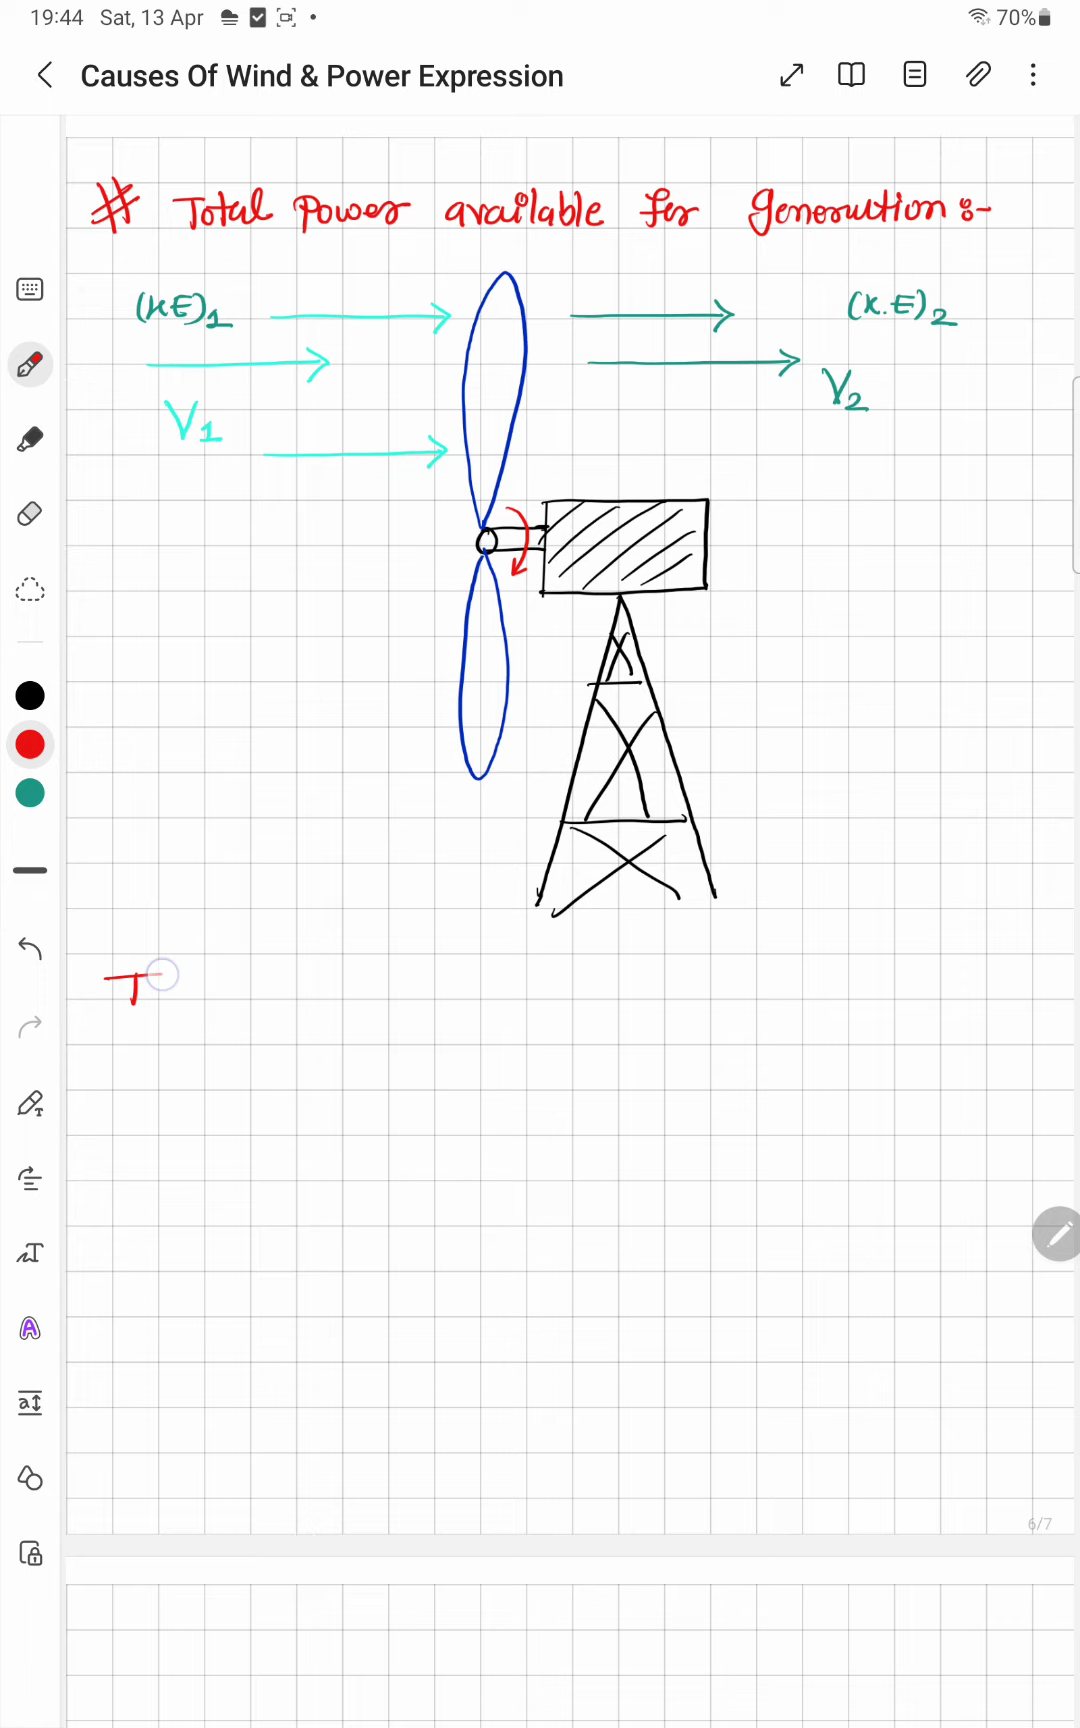 19:44 Sat, 13 Apr
70%
Causes Of Wind & Power Expression
# Total Power available for Generation :-
(KE)1
(K.E)2
V1
V2
T
A
a
6/7